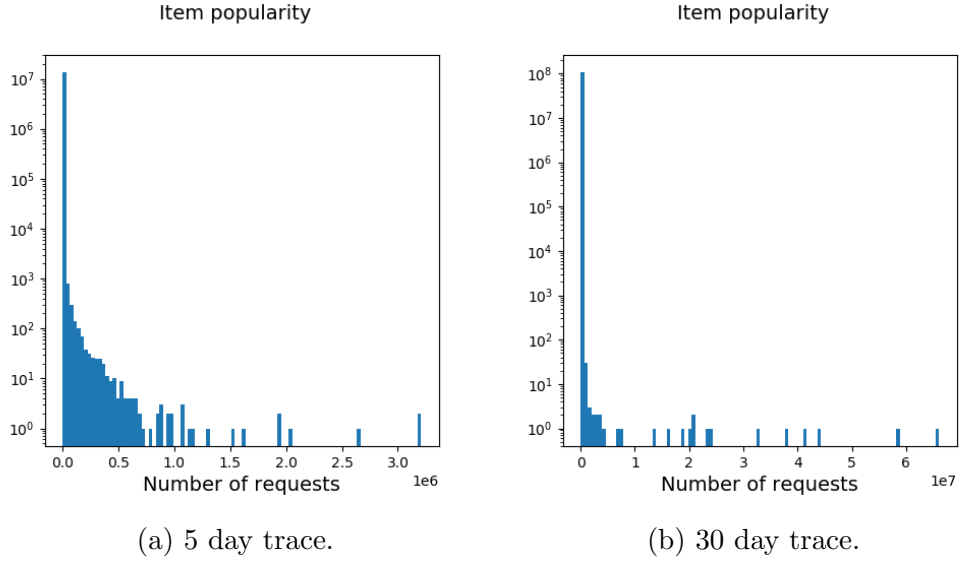 Item popularity
10^7
10^6
10^5
10^4
10^3
10^2
10^1
10^0
0.0 0.5 1.0 1.5 2.0 2.5 3.0
1e6
Number of requests
(a) 5 day trace.
Item popularity
10^8
10^7
10^6
10^5
10^4
10^3
10^2
10^1
10^0
0 1 2 3 4 5 6
1e7
Number of requests
(b) 30 day trace.